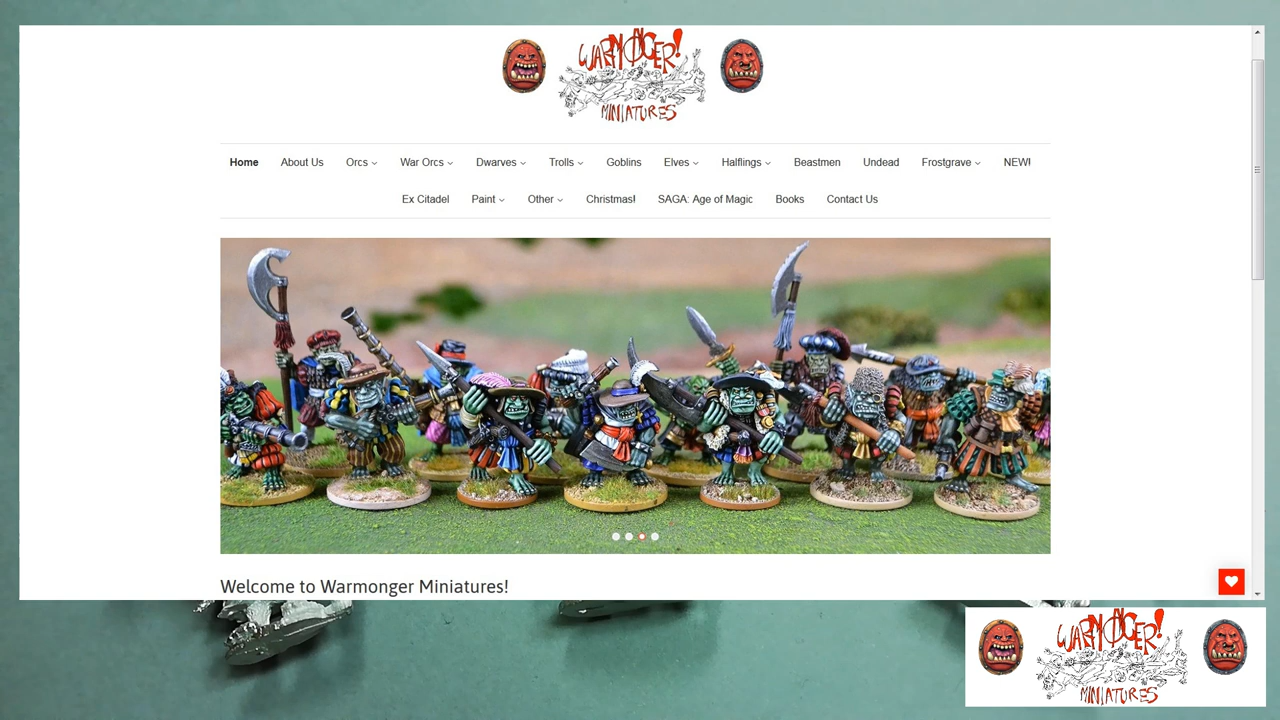 WARMONGER!
MINIATURES
Home About Us Orcs War Orcs Dwarves Trolls Goblins Elves Halflings Beastmen Undead Frostgrave NEW!
Ex Citadel Paint Other Christmas! SAGA: Age of Magic Books Contact Us
Welcome to Warmonger Miniatures!
WARMONGER!
MINIATURES